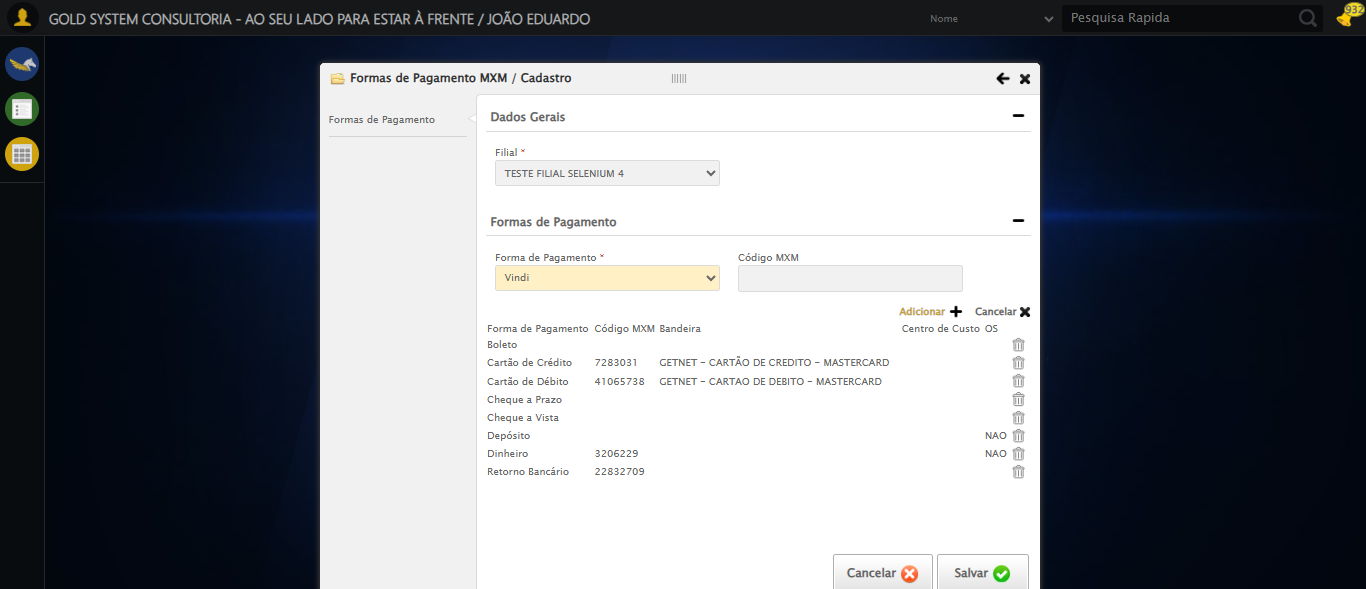 GOLD SYSTEM CONSULTORIA - AO SEU LADO PARA ESTAR À FRENTE / JOÃO EDUARDO
Nome
Pesquisa Rapida
932
Formas de Pagamento MXM / Cadastro
Formas de Pagamento
Dados Gerais
Filial *
TESTE FILIAL SELENIUM 4
Formas de Pagamento
Forma de Pagamento * Código MXM
Vindi
Adicionar Cancelar
Forma de Pagamento Código MXM Bandeira Centro de Custo OS
Boleto
Cartão de Crédito 7283031 GETNET - CARTÃO DE CREDITO - MASTERCARD
Cartão de Débito 41065738 GETNET - CARTAO DE DEBITO - MASTERCARD
Cheque a Prazo
Cheque a Vista
Depósito NAO
Dinheiro 3206229 NAO
Retorno Bancário 22832709
Cancelar Salvar